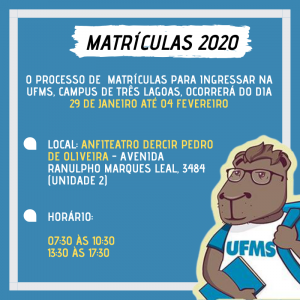 MATRÍCULAS 2020
O PROCESSO DE MATRÍCULAS PARA INGRESSAR NA
UFMS, CAMPUS DE TRÊS LAGOAS, OCORRERÁ DO DIA
29 DE JANEIRO ATÉ 04 FEVEREIRO
LOCAL: ANFITEATRO DERCIR PEDRO
DE OLIVEIRA - AVENIDA
RANULPHO MARQUES LEAL, 3484
(UNIDADE 2)
HORÁRIO:
07:30 ÀS 10:30
13:30 ÀS 17:30
UFMS